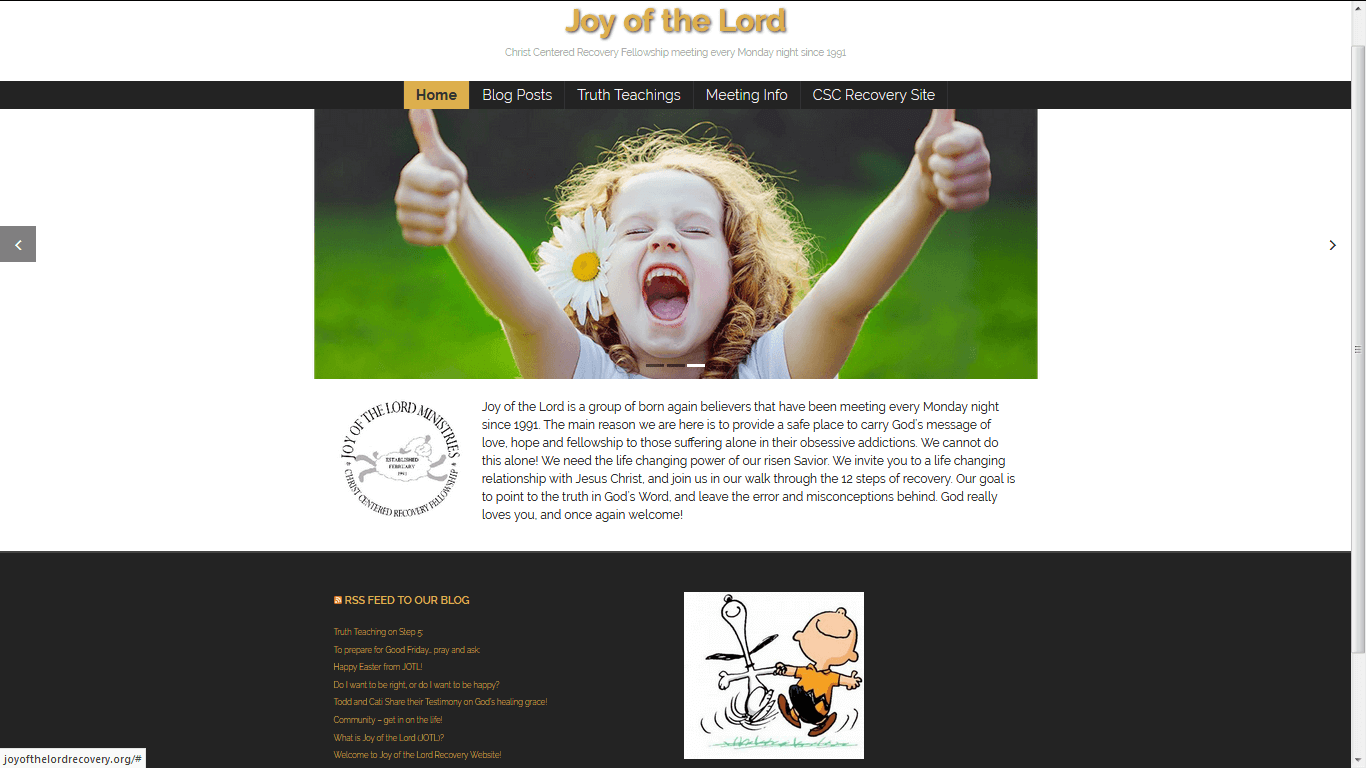 Joy of the Lord
Christ Centered Recovery Fellowship meeting every Monday night since 1991
Home
Blog Posts
Truth Teachings
Meeting Info
CSC Recovery Site
JOY OF THE LORD MINISTRIES
ESTABLISHED
FEBRUARY
1991
CHRIST CENTERED RECOVERY FELLOWSHIP
Joy of the Lord is a group of born again believers that have been meeting every Monday night
since 1991. The main reason we are here is to provide a safe place to carry God's message of
love, hope and fellowship to those suffering alone in their obsessive addictions. We cannot do
this alone! We need the life changing power of our risen Savior. We invite you to a life changing
relationship with Jesus Christ, and join us in our walk through the 12 steps of recovery. Our goal is
to point to the truth in God's Word, and leave the error and misconceptions behind. God really
loves you, and once again welcome!
RSS FEED TO OUR BLOG
Truth Teaching on Step 5:
To prepare for Good Friday… pray and ask:
Happy Easter from JOTL!
Do I want to be right, or do I want to be happy?
Todd and Cati Share their Testimony on God's healing grace!
Community – get in on the life!
What is Joy of the Lord (JOTL)?
Welcome to Joy of the Lord Recovery Website!
joyofthelordrecovery.org/#